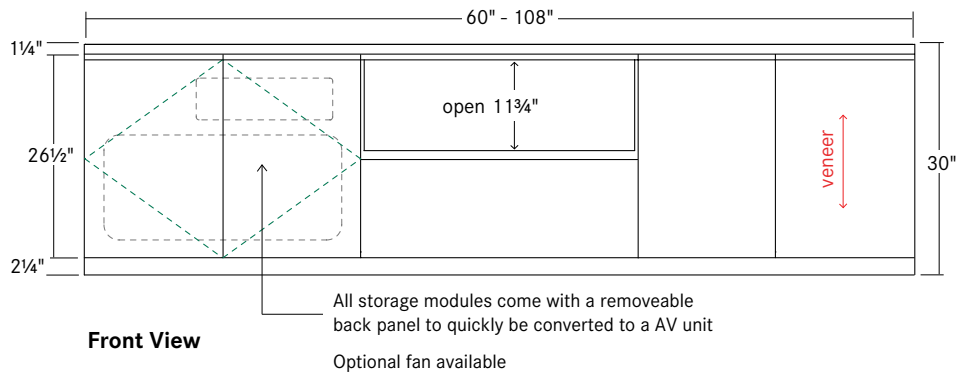 60" - 108"
1¼"
open 11¾"
26½"
veneer
30"
2¼"
All storage modules come with a removeable
back panel to quickly be converted to a AV unit
Front View
Optional fan available